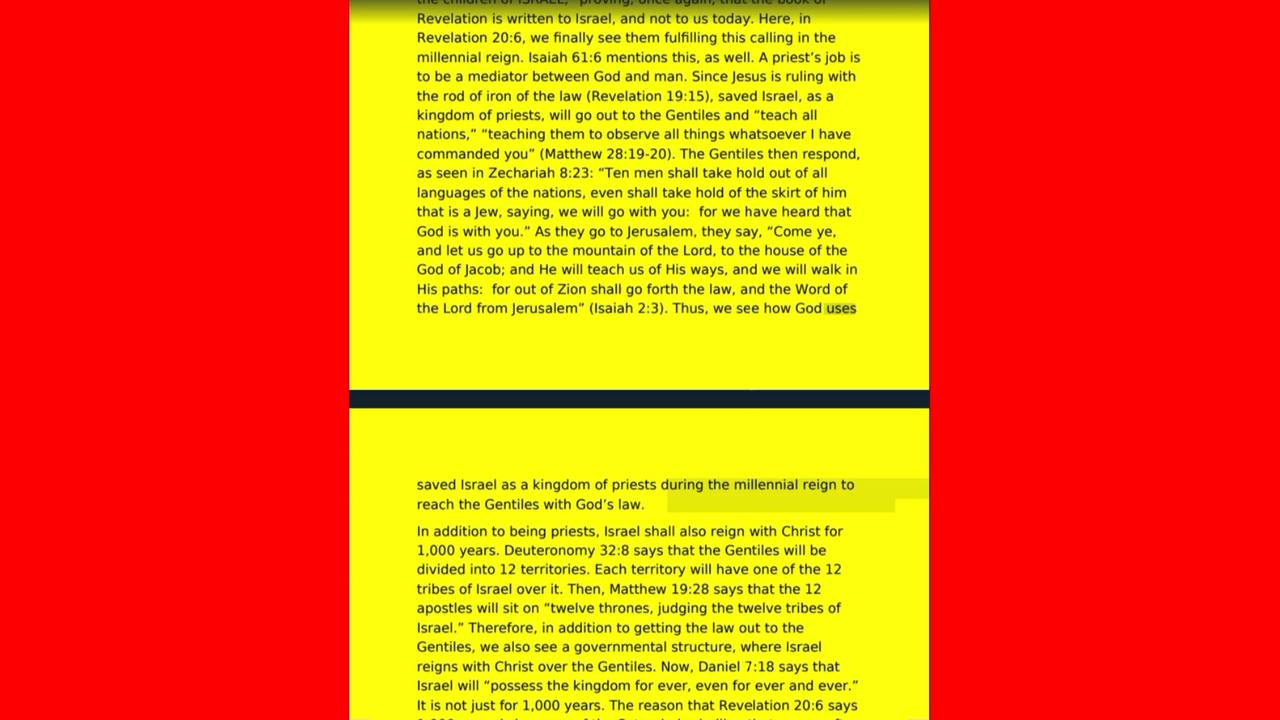 the children of ISRAEL," proving, once again, that the book of
Revelation is written to Israel, and not to us today. Here, in
Revelation 20:6, we finally see them fulfilling this calling in the
millennial reign. Isaiah 61:6 mentions this, as well. A priest’s job is
to be a mediator between God and man. Since Jesus is ruling with
the rod of iron of the law (Revelation 19:15), saved Israel, as a
kingdom of priests, will go out to the Gentiles and “teach all
nations,” “teaching them to observe all things whatsoever I have
commanded you” (Matthew 28:19-20). The Gentiles then respond,
as seen in Zechariah 8:23: “Ten men shall take hold out of all
languages of the nations, even shall take hold of the skirt of him
that is a Jew, saying, we will go with you:  for we have heard that
God is with you.” As they go to Jerusalem, they say, “Come ye,
and let us go up to the mountain of the Lord, to the house of the
God of Jacob; and He will teach us of His ways, and we will walk in
His paths:  for out of Zion shall go forth the law, and the Word of
the Lord from Jerusalem” (Isaiah 2:3). Thus, we see how God uses
saved Israel as a kingdom of priests during the millennial reign to
reach the Gentiles with God’s law.
In addition to being priests, Israel shall also reign with Christ for
1,000 years. Deuteronomy 32:8 says that the Gentiles will be
divided into 12 territories. Each territory will have one of the 12
tribes of Israel over it. Then, Matthew 19:28 says that the 12
apostles will sit on “twelve thrones, judging the twelve tribes of
Israel.” Therefore, in addition to getting the law out to the
Gentiles, we also see a governmental structure, where Israel
reigns with Christ over the Gentiles. Now, Daniel 7:18 says that
Israel will “possess the kingdom for ever, even for ever and ever.”
It is not just for 1,000 years. The reason that Revelation 20:6 says